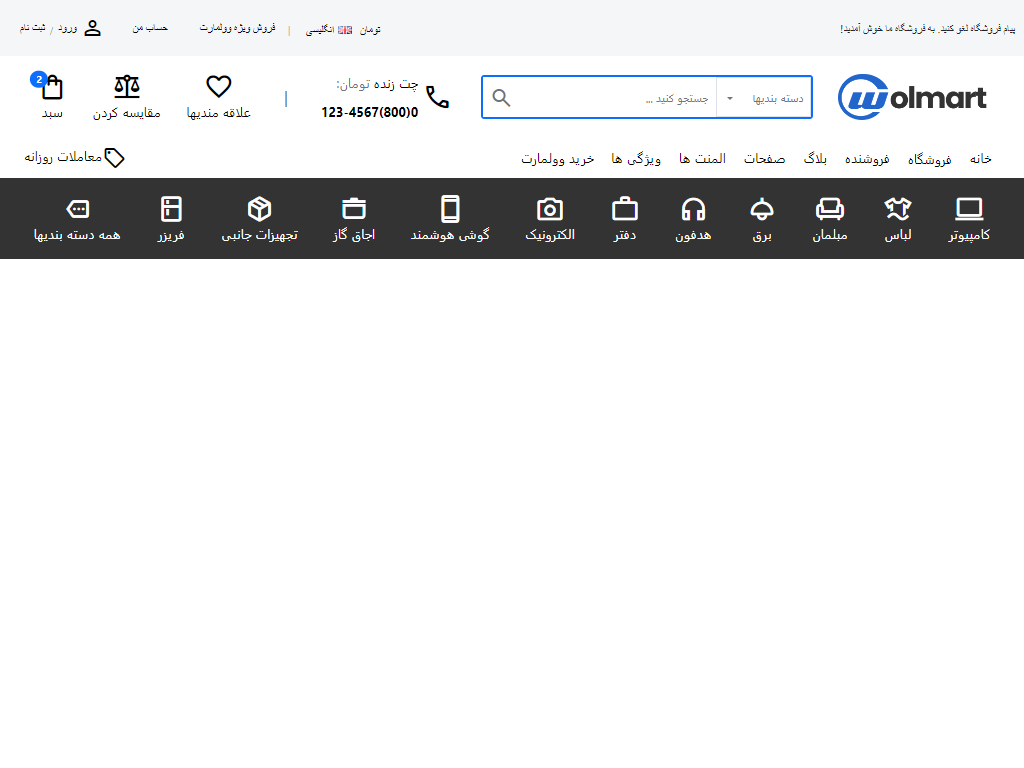 پیام فروشگاه لغو کنید. به فروشگاه ما خوش آمدید!
تومان انگلیسی | فروش ویژه وولمارت حساب من ورود / ثبت نام
Wolmart
دسته بندیها
جستجو کنید ...
چت زنده تومان:
123-4567(800)0
علاقه مندیها
مقایسه کردن
2
سبد
خانه فروشگاه فروشنده بلاگ صفحات المنت ها ویژگی ها خرید وولمارت
معاملات روزانه
کامپیوتر لباس مبلمان برق هدفون دفتر الکترونیک گوشی هوشمند اجاق گاز تجهیزات جانبی فریزر همه دسته بندیها